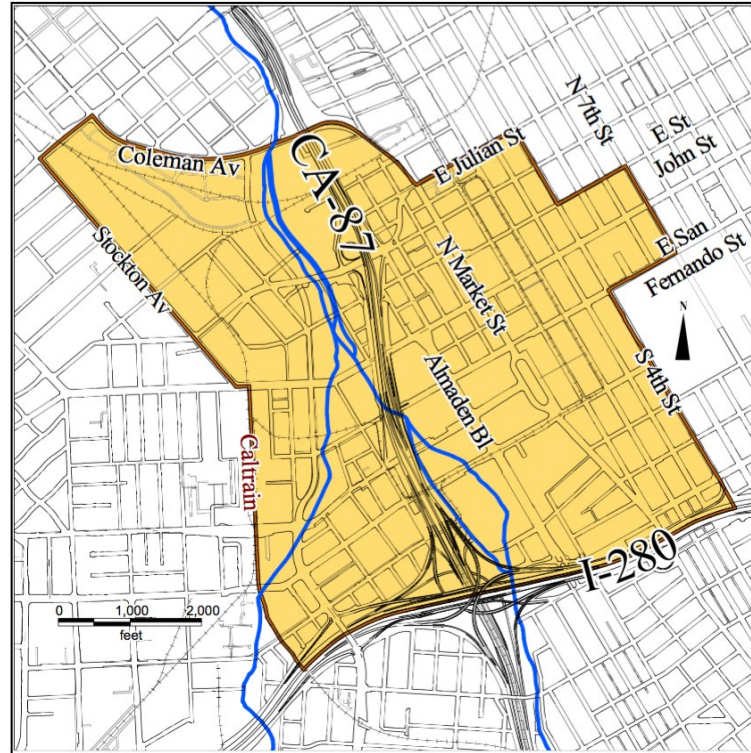 N 7th St
E St
John St
E Julian St
Coleman Av
CA-87
E San
Fernando St
N Market St
Stockton Av
N
Almaden Bl
S 4th St
Caltrain
I-280
0 1,000 2,000
feet